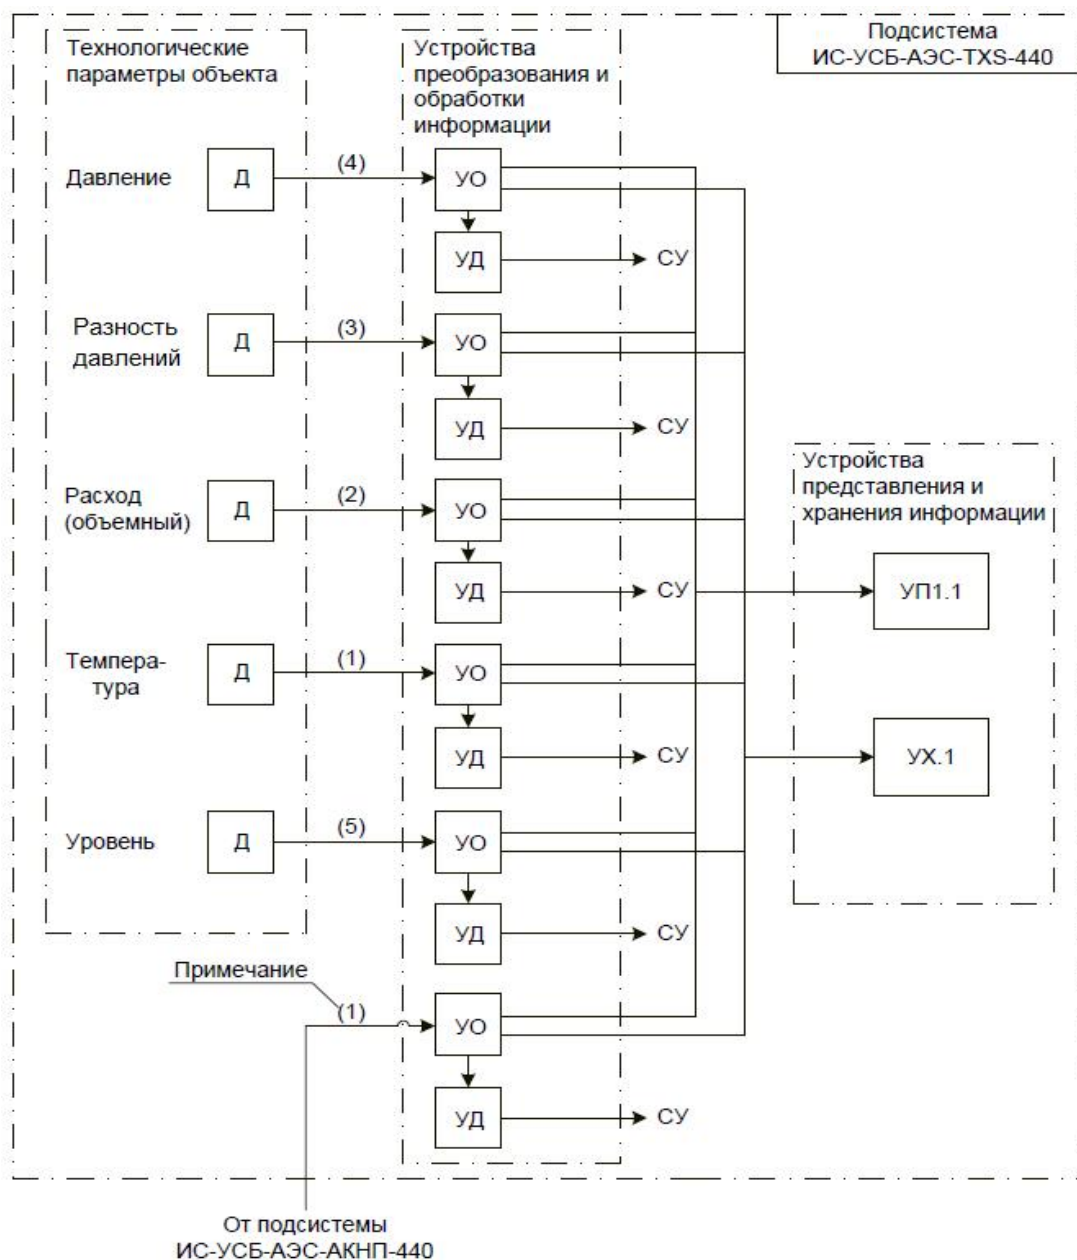 Подсистема
ИС-УСБ-АЭС-TXS-440
Технологические
параметры объекта
Устройства
преобразования и
обработки
информации
Давление
Д
(4)
УО
УД
СУ
Разность
давлений
Д
(3)
УО
УД
СУ
Расход
(объемный)
Д
(2)
УО
УД
СУ
Темпера-
тура
Д
(1)
УО
УД
СУ
Уровень
Д
(5)
УО
УД
СУ
Примечание
(1)
УО
УД
СУ
Устройства
представления и
хранения информации
УП1.1
УХ.1
От подсистемы
ИС-УСБ-АЭС-АКНП-440